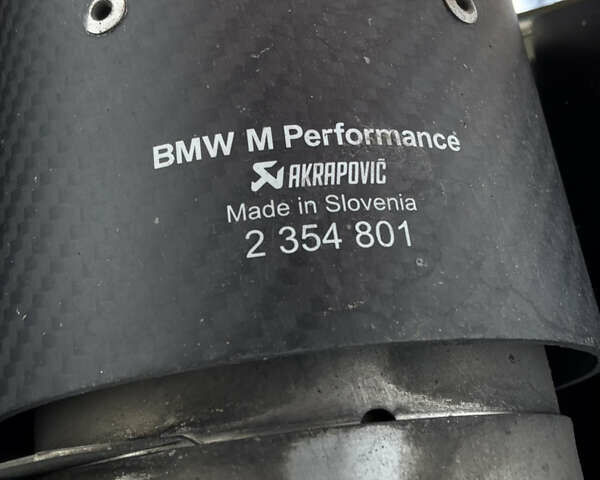 BMW M Performance
AKRAPOVIČ
Made in Slovenia
2 354 801